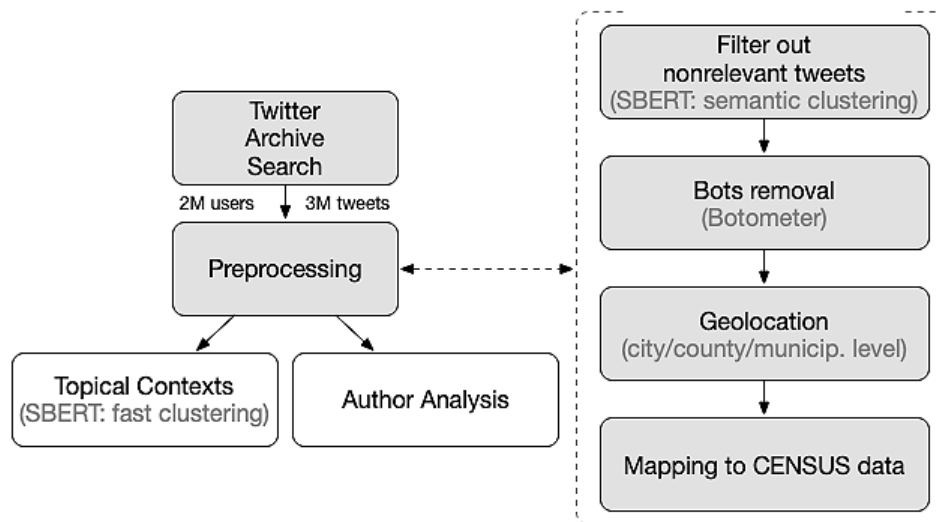 Twitter
Archive
Search
2M users
3M tweets
Preprocessing
Topical Contexts
(SBERT: fast clustering)
Author Analysis
Filter out
nonrelevant tweets
(SBERT: semantic clustering)
Bots removal
(Botometer)
Geolocation
(city/county/municip. level)
Mapping to CENSUS data